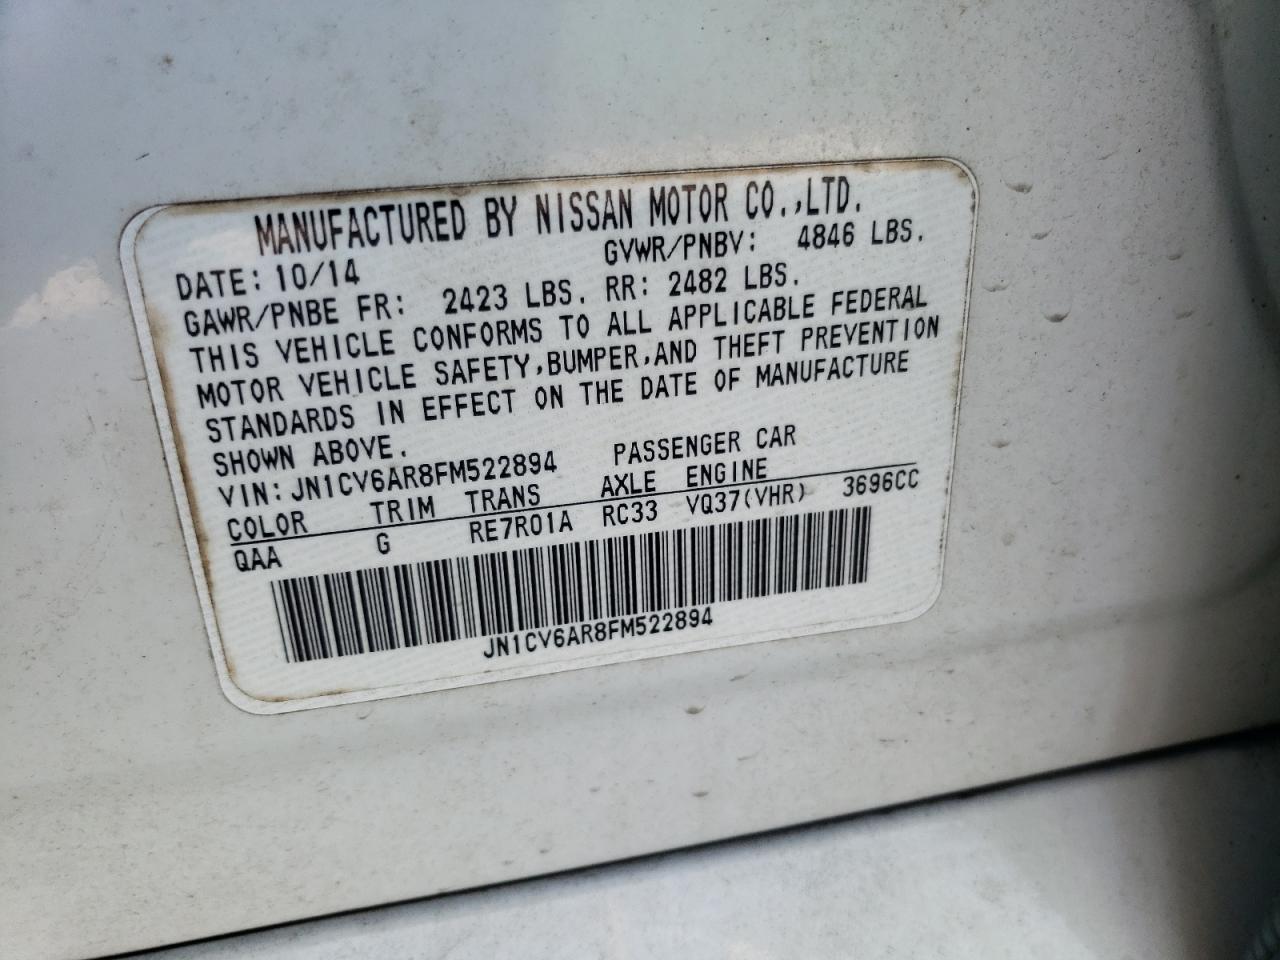 MANUFACTURED BY NISSAN MOTOR CO.,LTD.
DATE: 10/14 GVWR/PNBV: 4846 LBS.
GAWR/PNBE FR: 2423 LBS. RR: 2482 LBS.
THIS VEHICLE CONFORMS TO ALL APPLICABLE FEDERAL
MOTOR VEHICLE SAFETY,BUMPER,AND THEFT PREVENTION
STANDARDS IN EFFECT ON THE DATE OF MANUFACTURE
SHOWN ABOVE.
VIN: JN1CV6AR8FM522894 PASSENGER CAR
COLOR TRIM TRANS AXLE ENGINE
QAA G RE7R01A RC33 VQ37(VHR) 3696CC
JN1CV6AR8FM522894